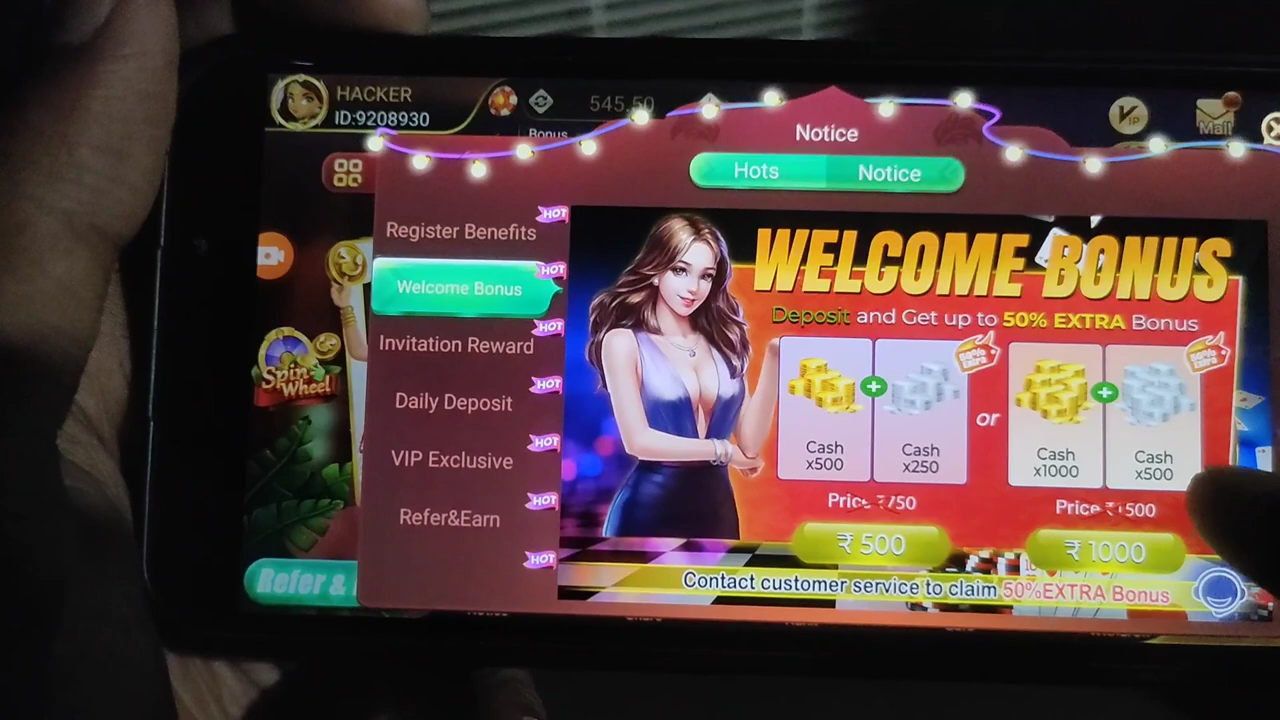 HACKER
ID:9208930
545.50
Bonus
VIP
Mail
Notice
Hots
Notice
Register Benefits
HOT
Welcome Bonus
HOT
Invitation Reward
HOT
Daily Deposit
HOT
VIP Exclusive
HOT
Refer&Earn
HOT
HOT
Spin
Wheel
Refer &
WELCOME BONUS
Deposit and Get up to 50% EXTRA Bonus
Cash
x500
Cash
x250
or
Cash
x1000
Cash
x500
Price ₹750
Price ₹1500
₹ 500
₹ 1000
Contact customer service to claim 50%EXTRA Bonus